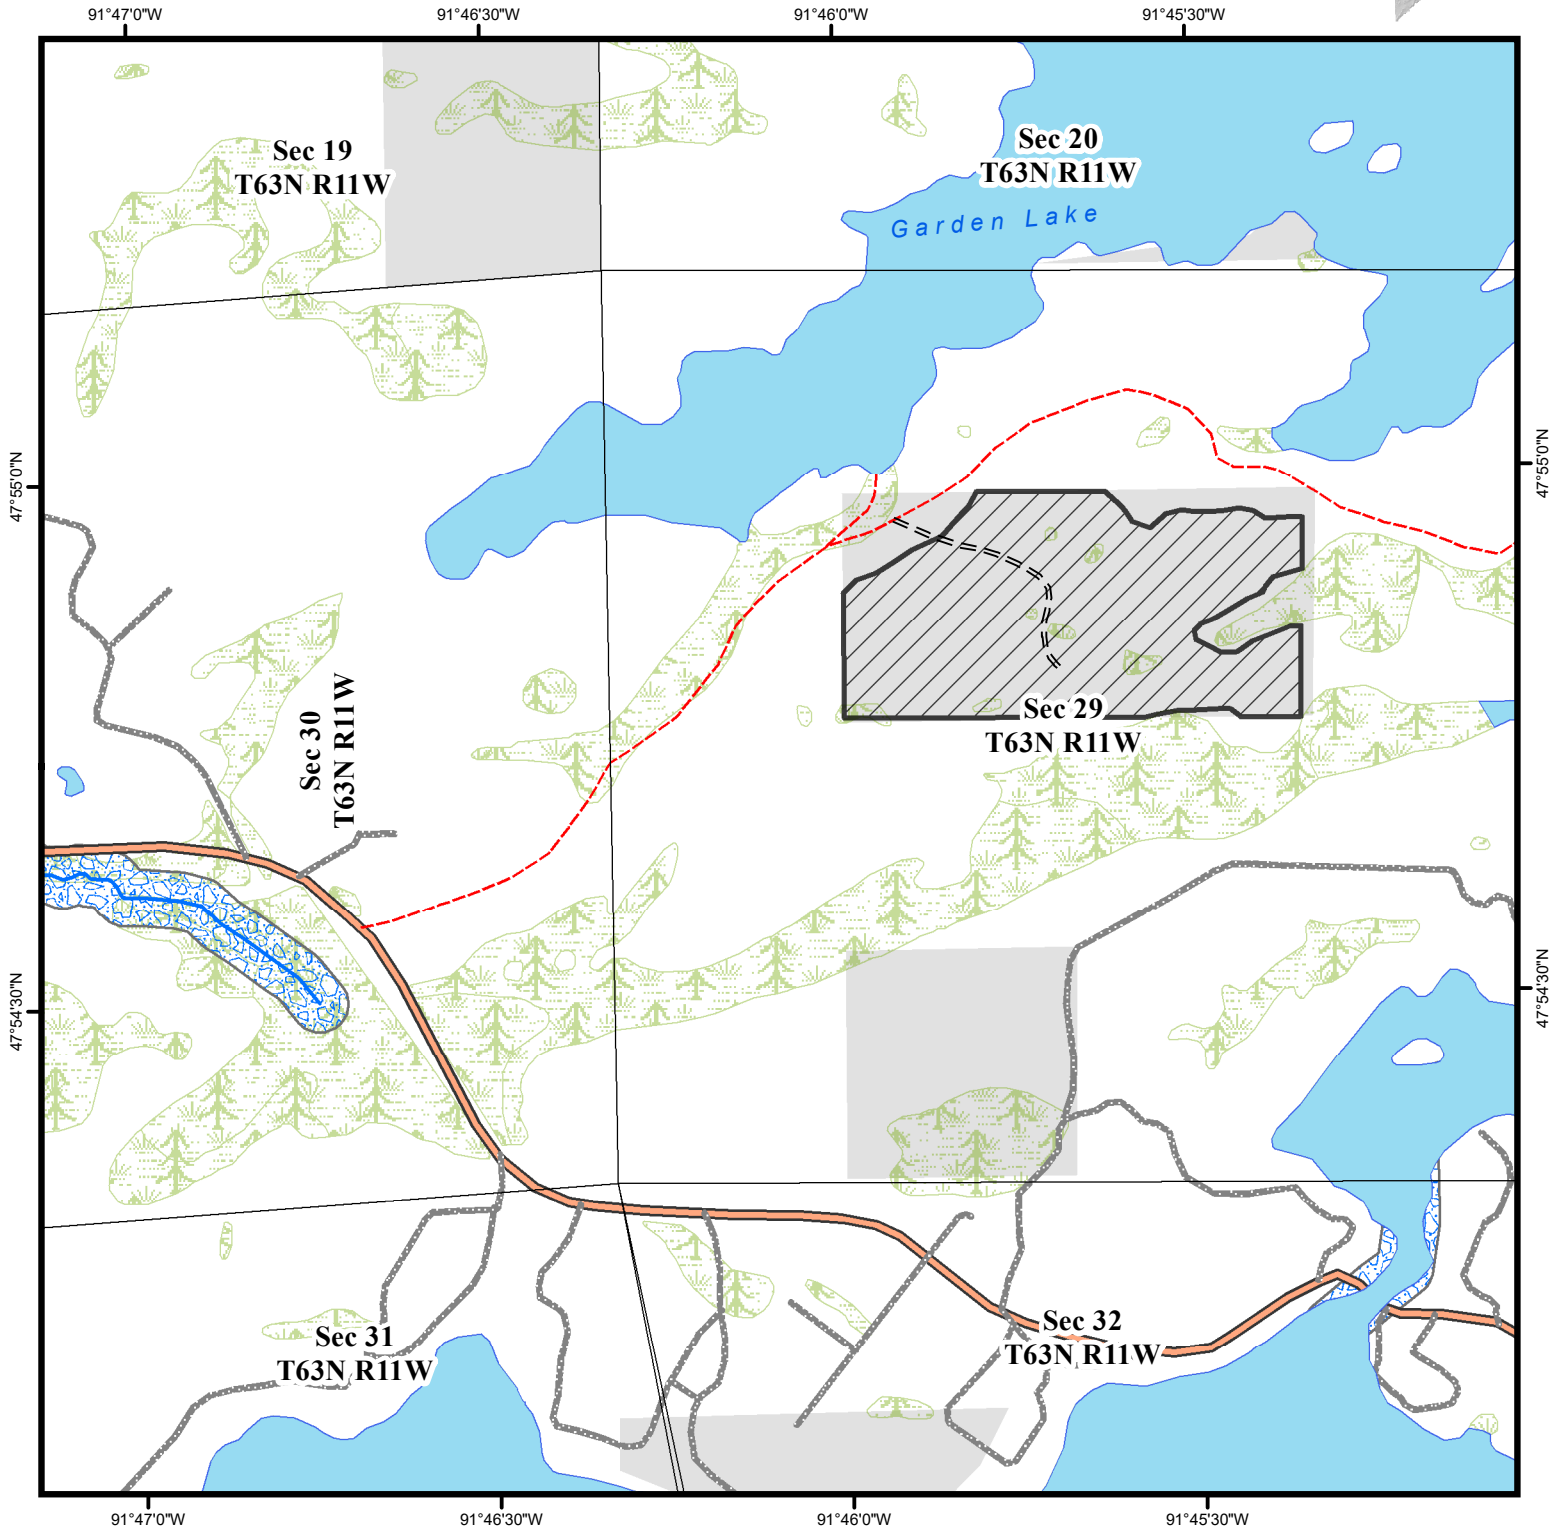 91°47'0"W
91°46'30"W
91°46'0"W
91°45'30"W
Sec 19
T63N R11W
Sec 20
T63N R11W
Garden Lake
47°55'0"N
47°55'0"N
Sec 30
T63N R11W
Sec 29
T63N R11W
47°54'30"N
47°54'30"N
Sec 31
T63N R11W
Sec 32
T63N R11W
91°47'0"W
91°46'30"W
91°46'0"W
91°45'30"W